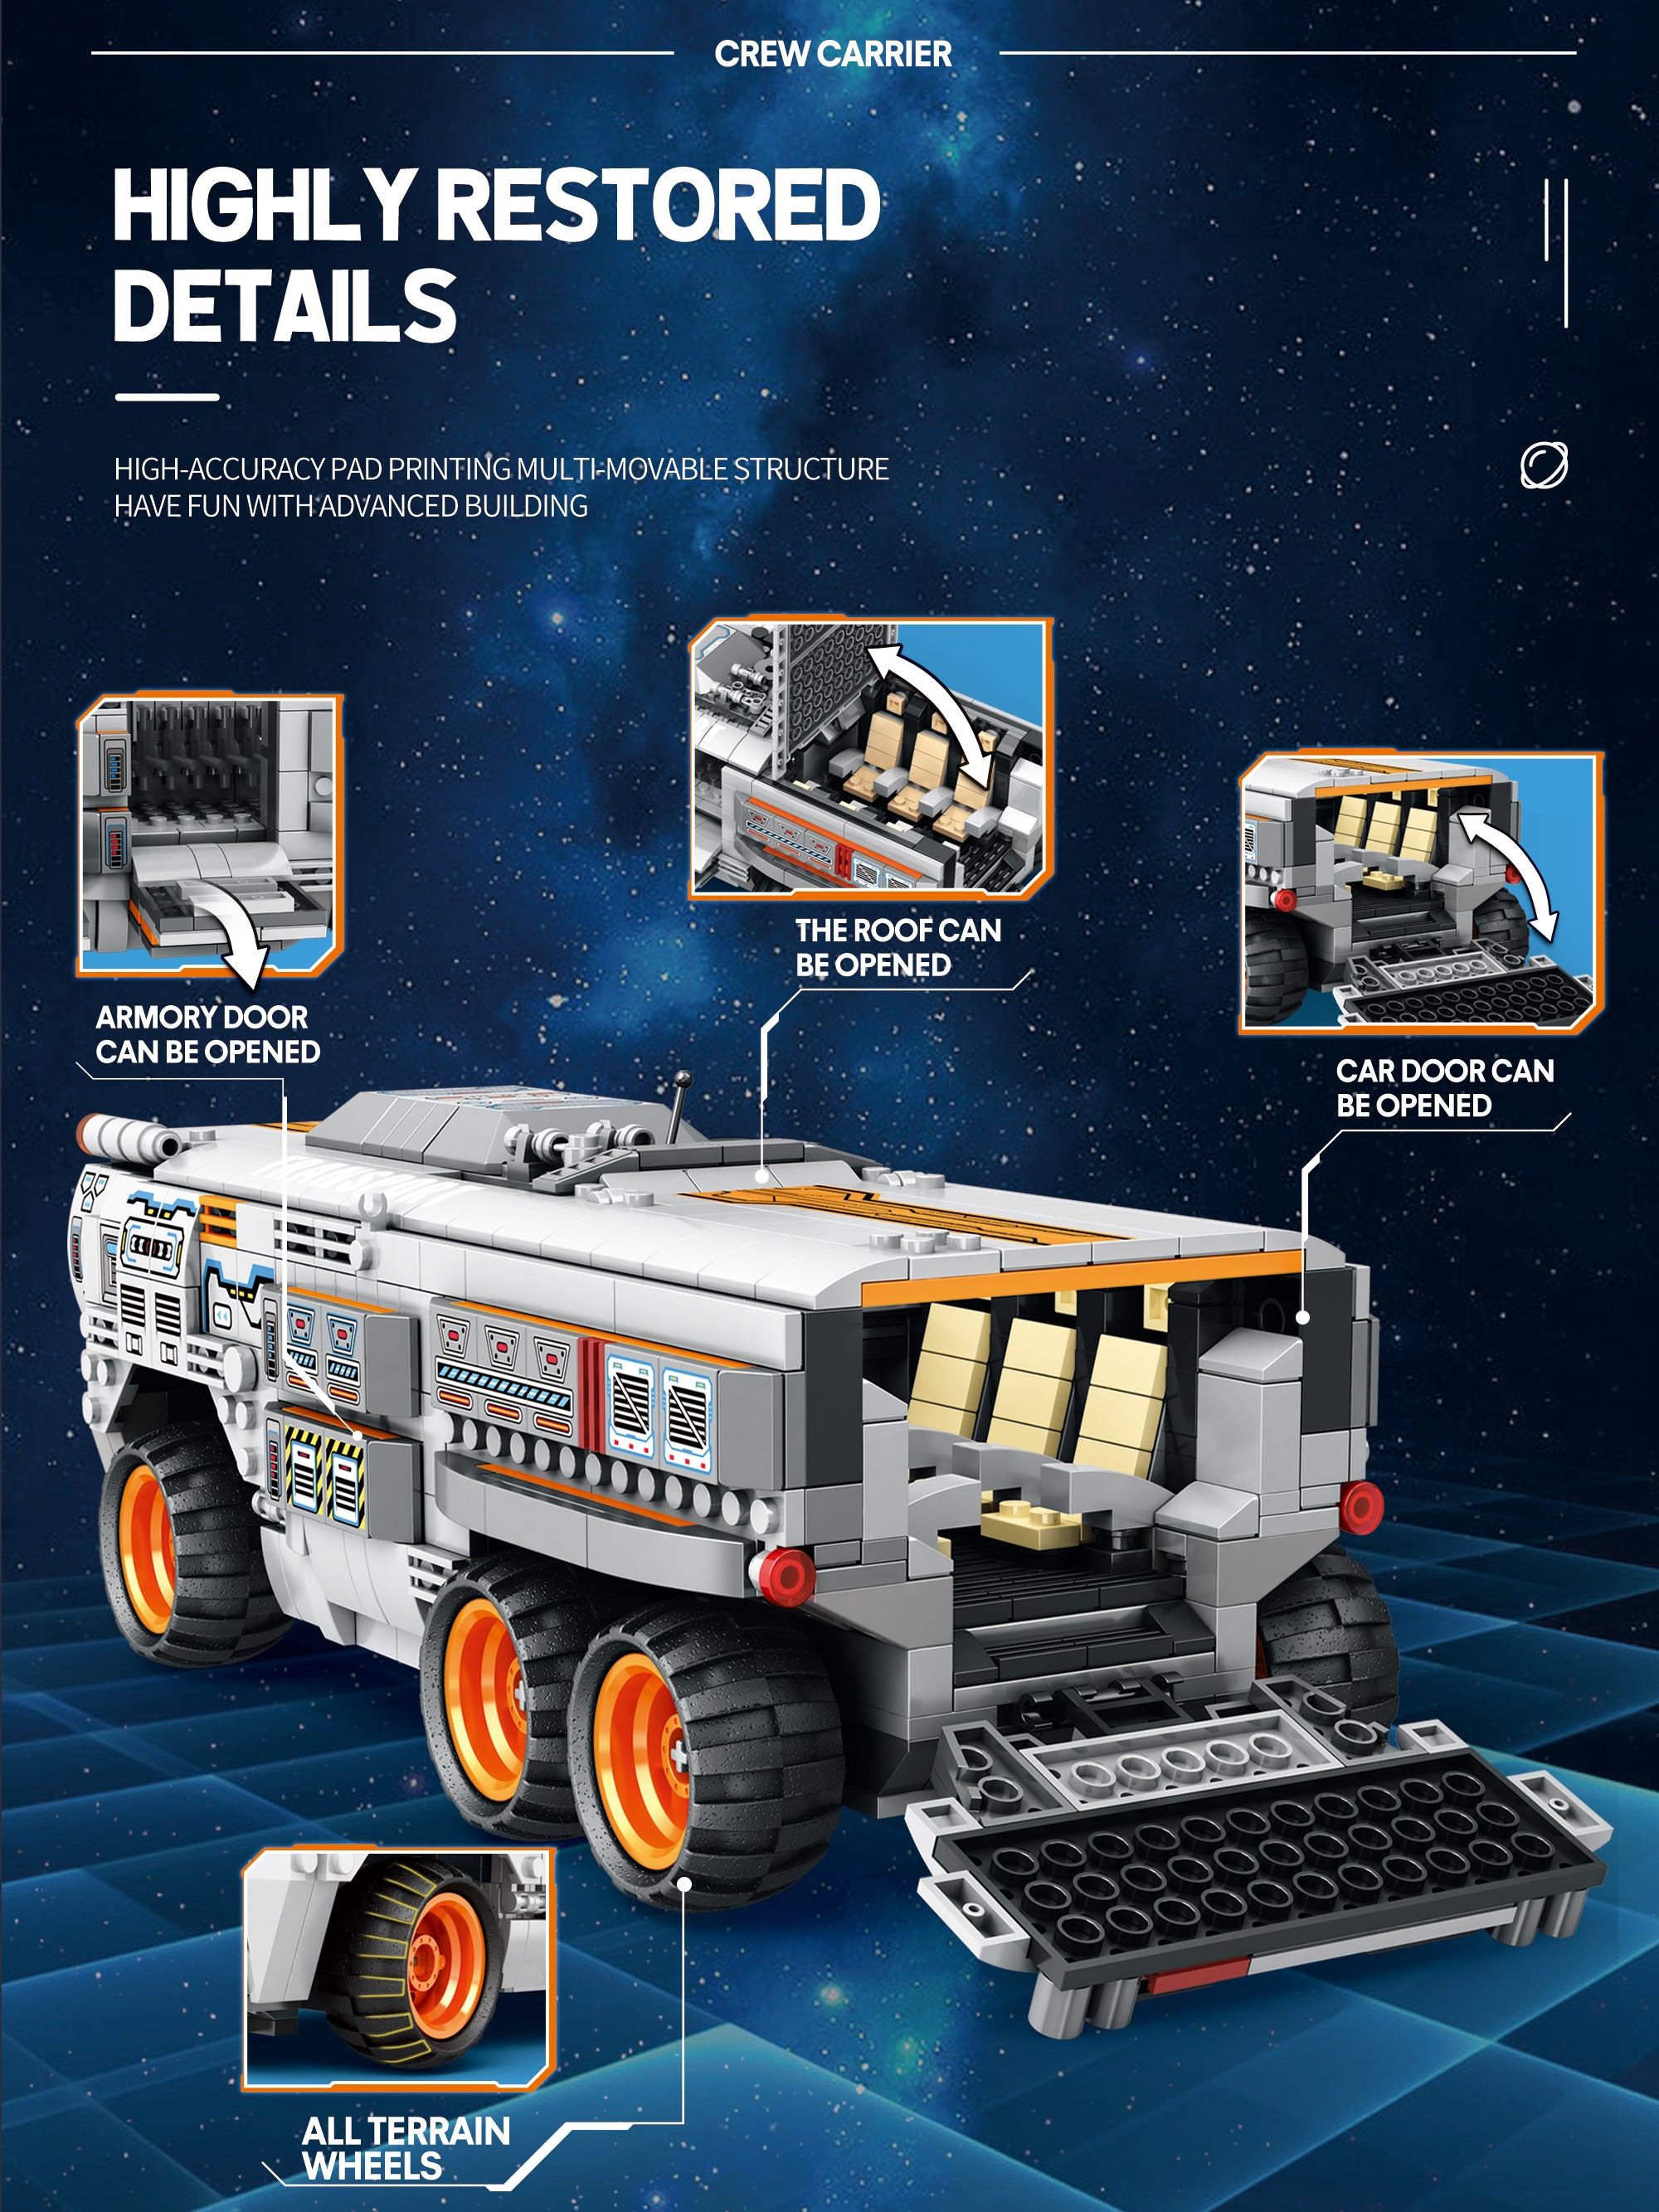 CREW CARRIER
HIGHLY RESTORED
DETAILS
HIGH-ACCURACY PAD PRINTING MULTI-MOVABLE STRUCTURE
HAVE FUN WITH ADVANCED BUILDING
THE ROOF CAN
BE OPENED
ARMORY DOOR
CAN BE OPENED
CAR DOOR CAN
BE OPENED
ALL TERRAIN
WHEELS